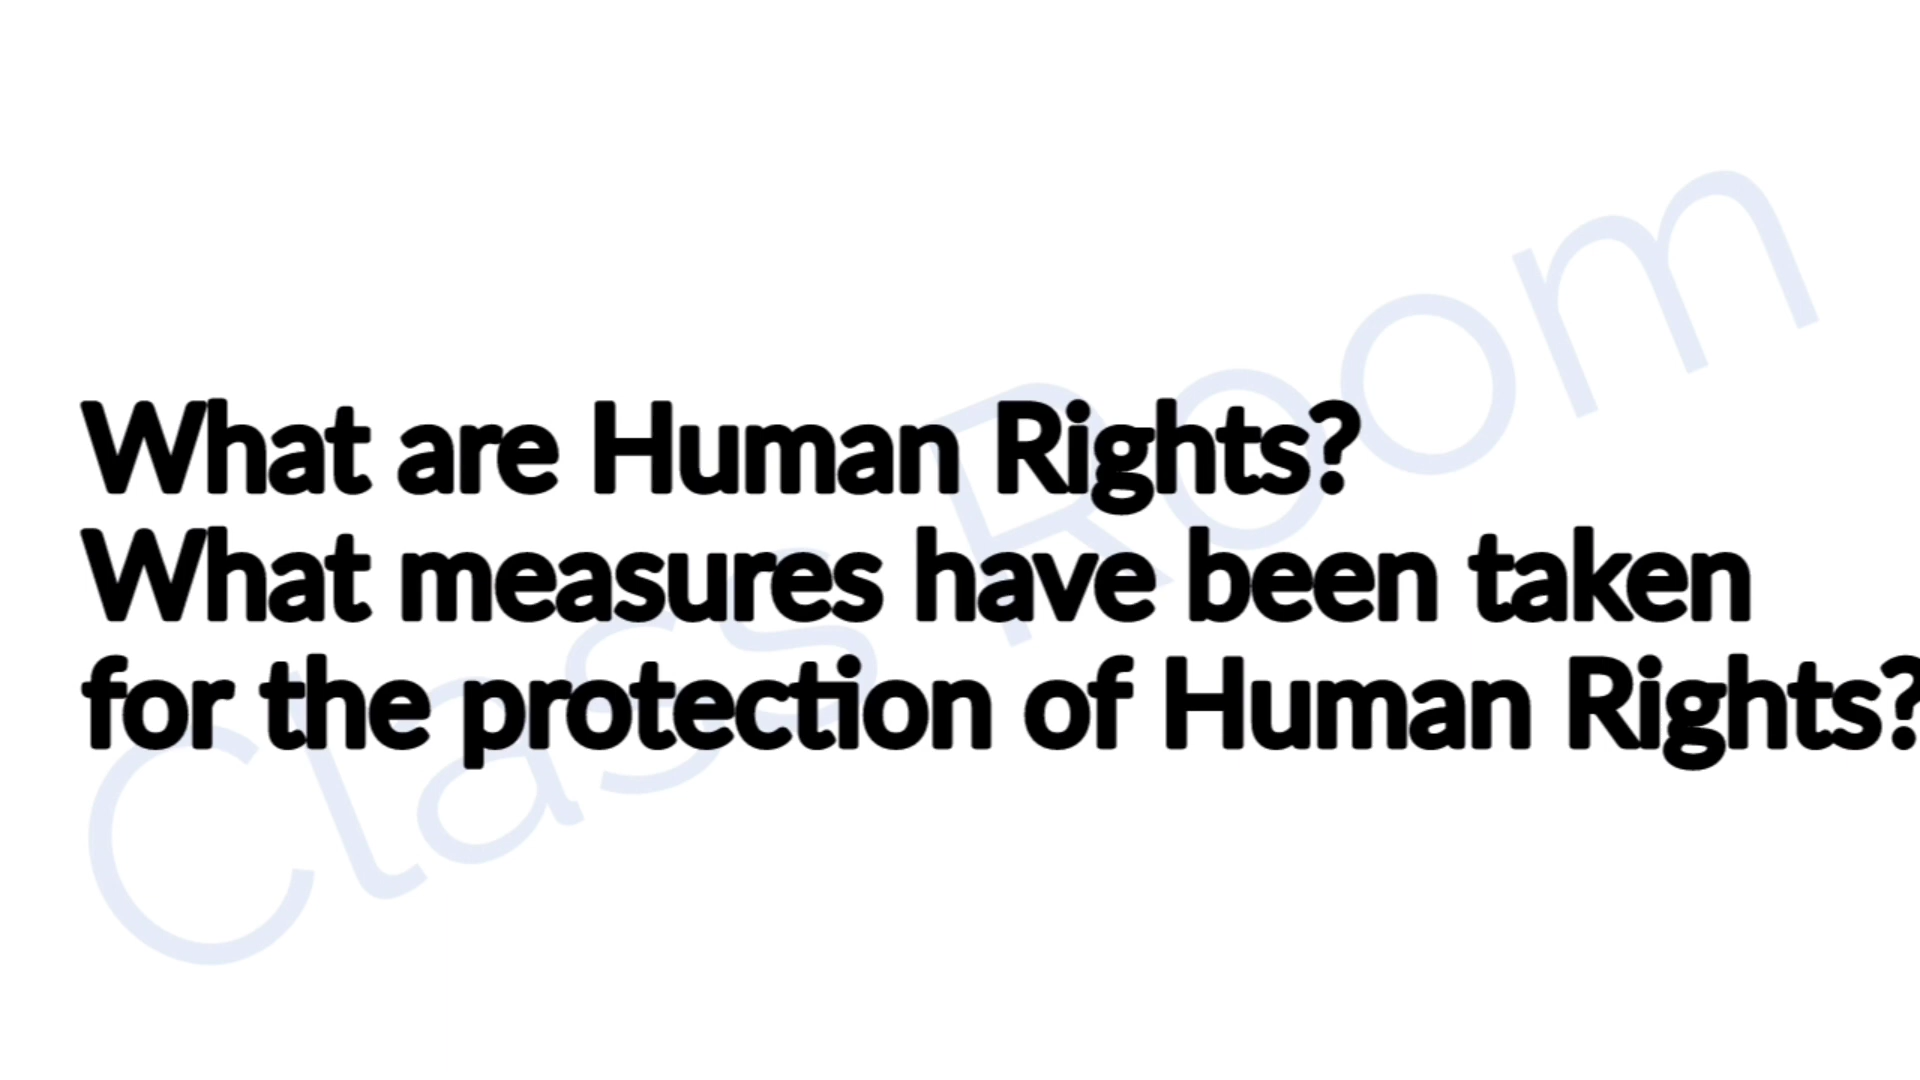 What are Human Rights?
What measures have been taken
for the protection of Human Rights?
Class Room